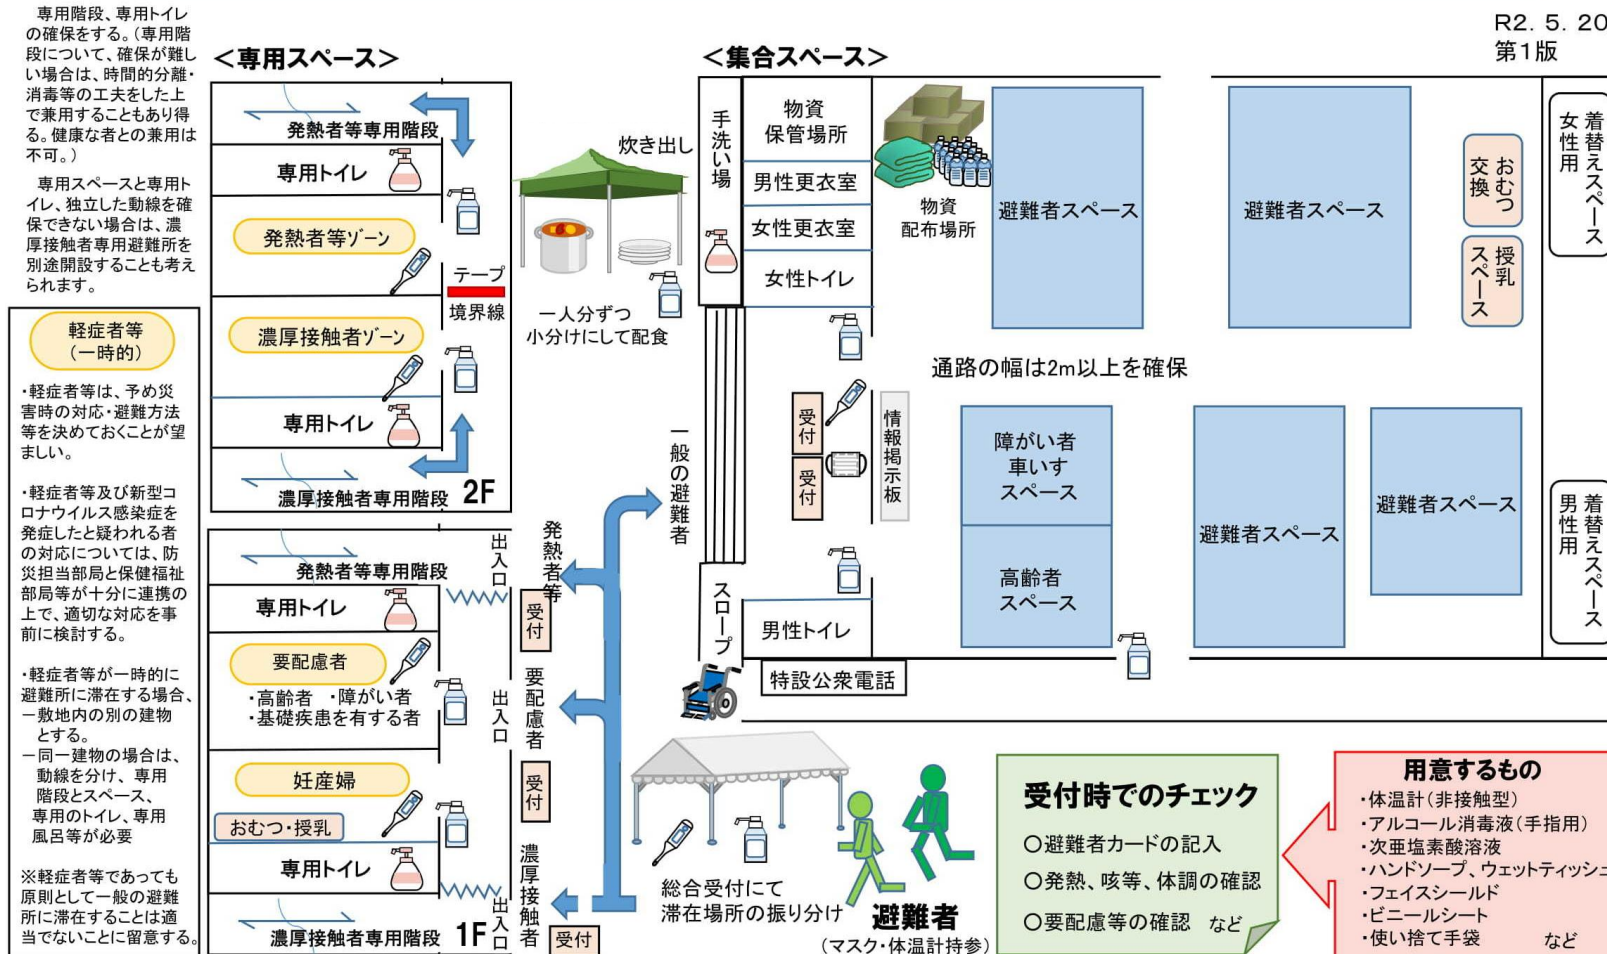 専用階段、専用トイレ
の確保をする。(専用階
段について、確保が難し
い場合は、時間的分離・
消毒等の工夫をした上
で兼用することもあり得
る。健康な者との兼用は
不可。)
専用スペースと専用ト
イレ、独立した動線を確
保できない場合は、濃
厚接触者専用避難所を
別途開設することも考え
られます。
軽症者等
(一時的)
・軽症者等は、予め災
害時の対応・避難方法
等を決めておくことが望
ましい。
・軽症者等及び新型コ
ロナウイルス感染症を
発症したと疑われる者
の対応については、防
災担当部局と保健福祉
部局等が十分に連携の
上で、適切な対応を事
前に検討する。
・軽症者等が一時的に
避難所に滞在する場合、
－敷地内の別の建物
とする。
－同一建物の場合は、
動線を分け、専用
階段とスペース、
専用のトイレ、専用
風呂等が必要
※軽症者等であっても
原則として一般の避難
所に滞在することは適
当でないことに留意する。
＜専用スペース＞
発熱者等専用階段
専用トイレ
発熱者等ゾーン
テープ
境界線
濃厚接触者ゾーン
専用トイレ
濃厚接触者専用階段
2F
発熱者等専用階段
出入口
発熱者等
専用トイレ
受付
要配慮者
・高齢者 ・障がい者
・基礎疾患を有する者
出入口
要配慮者
妊産婦
受付
おむつ・授乳
専用トイレ
濃厚接触者専用階段
1F
出入口
濃厚接触者
受付
炊き出し
一人分ずつ
小分けにして配食
一般の避難者
＜集合スペース＞
R2. 5. 20
第1版
手洗い場
物資
保管場所
男性更衣室
女性更衣室
女性トイレ
物資
配布場所
避難者スペース
避難者スペース
おむつ
交換
授乳
スペース
着替えスペース
女性用
通路の幅は2m以上を確保
受付
受付
情報掲示板
障がい者
車いす
スペース
高齢者
スペース
避難者スペース
避難者スペース
着替えスペース
男性用
スロープ
男性トイレ
特設公衆電話
総合受付にて
滞在場所の振り分け
避難者
(マスク・体温計持参)
受付時でのチェック
○避難者カードの記入
○発熱、咳等、体調の確認
○要配慮等の確認 など
用意するもの
・体温計(非接触型)
・アルコール消毒液(手指用)
・次亜塩素酸溶液
・ハンドソープ、ウェットティッシュ
・フェイスシールド
・ビニールシート
・使い捨て手袋 など